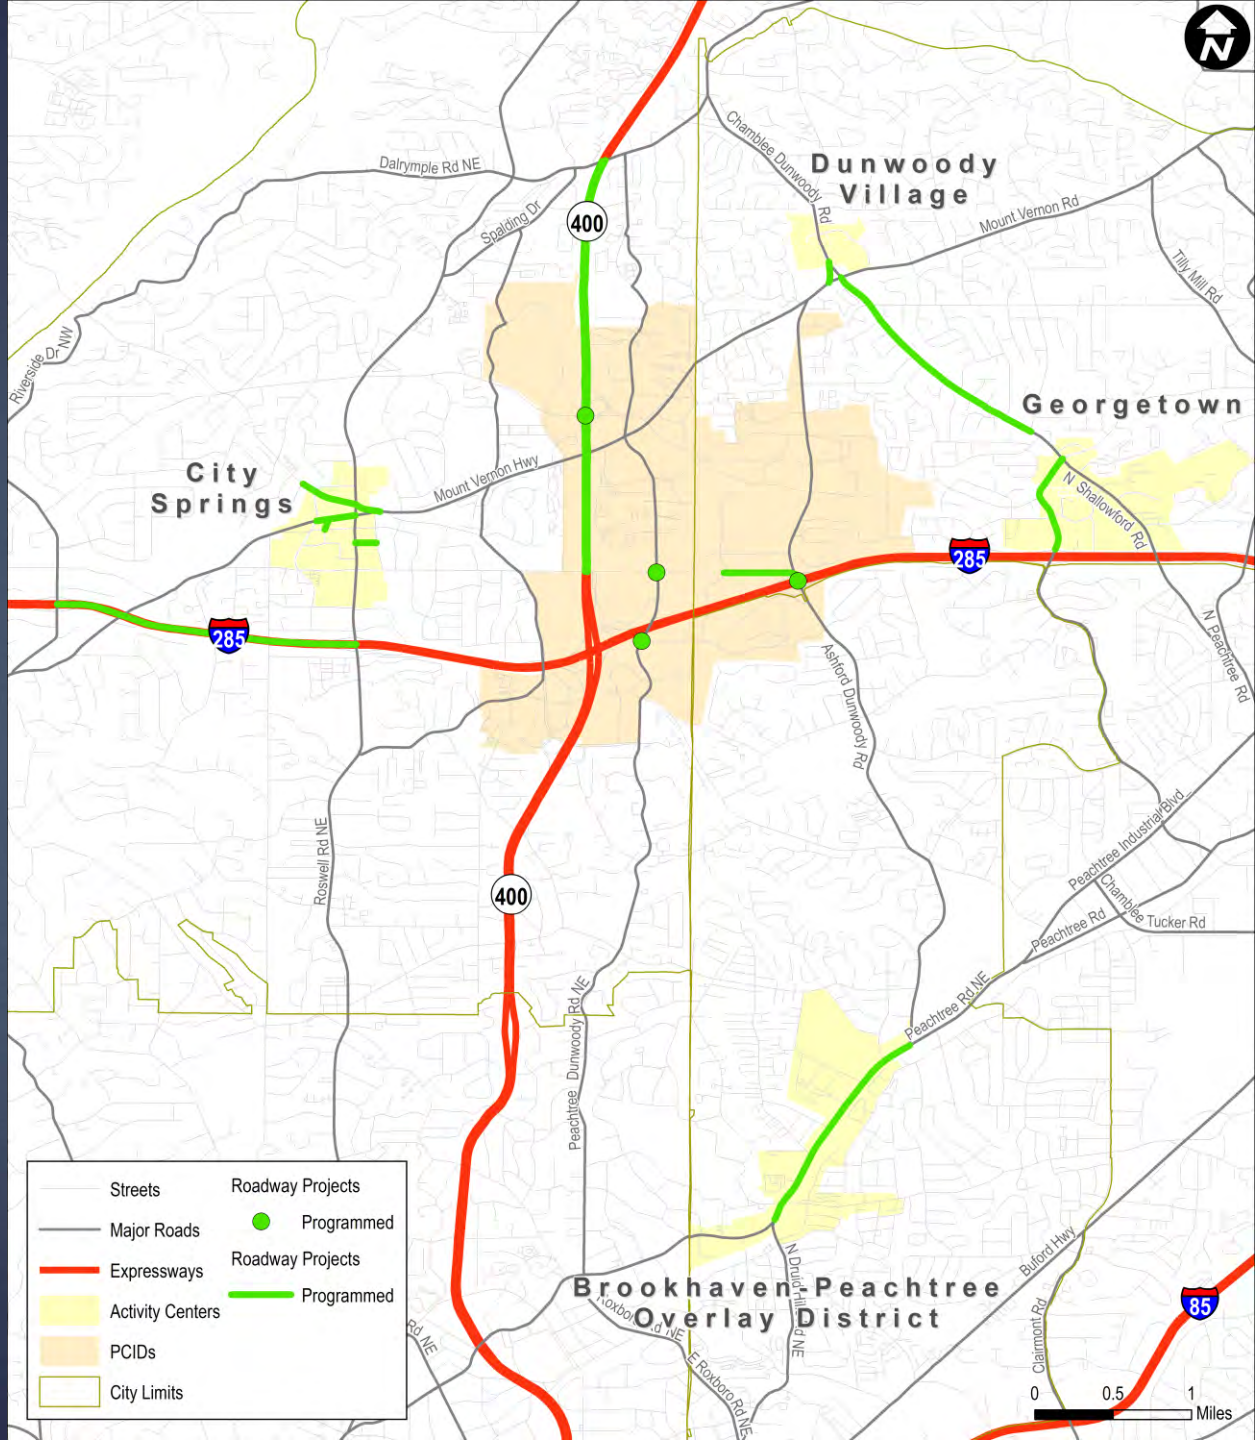 N
Chamblee Dunwoody Rd
Dunwoody
Village
Dalrymple Rd NE
Mount Vernon Rd
Spalding Dr
400
Tilly Mill Rd
Riverside Dr NW
Georgetown
City
Springs
Mount Vernon Hwy
N Shallowford Rd
285
285
N Peachtree Rd
Ashford Dunwoody Rd
Roswell Rd NE
Peachtree Industrial Blvd
400
Chamblee Tucker Rd
Peachtree Rd
Peachtree Dunwoody Rd NE
Peachtree Rd NE
Streets
Major Roads
Expressways
Activity Centers
PCIDs
City Limits
Roadway Projects
Programmed
Roadway Projects
Programmed
Rd NE
Buford Hwy
Brookhaven-Peachtree
Overlay District
NE
E Roxboro Rd NE
Clairmont Rd
85
0 0.5 1
Miles